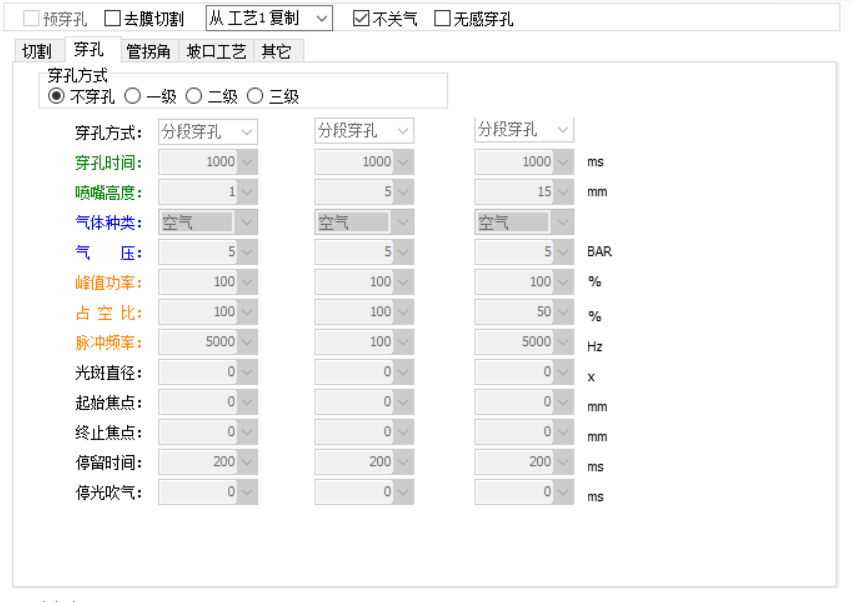 预穿孔 去膜切割 从 工艺1 复制 不关气 无感穿孔
切割 穿孔 管拐角 坡口工艺 其它
穿孔方式
不穿孔 一级 二级 三级
穿孔方式: 分段穿孔 分段穿孔 分段穿孔
穿孔时间: 1000 1000 1000 ms
喷嘴高度: 1 5 15 mm
气体种类: 空气 空气 空气
气 压: 5 5 5 BAR
峰值功率: 100 100 100 %
占 空 比: 100 100 50 %
脉冲频率: 5000 100 5000 Hz
光斑直径: 0 0 0 x
起始焦点: 0 0 0 mm
终止焦点: 0 0 0 mm
停留时间: 200 200 200 ms
停光吹气: 0 0 0 ms